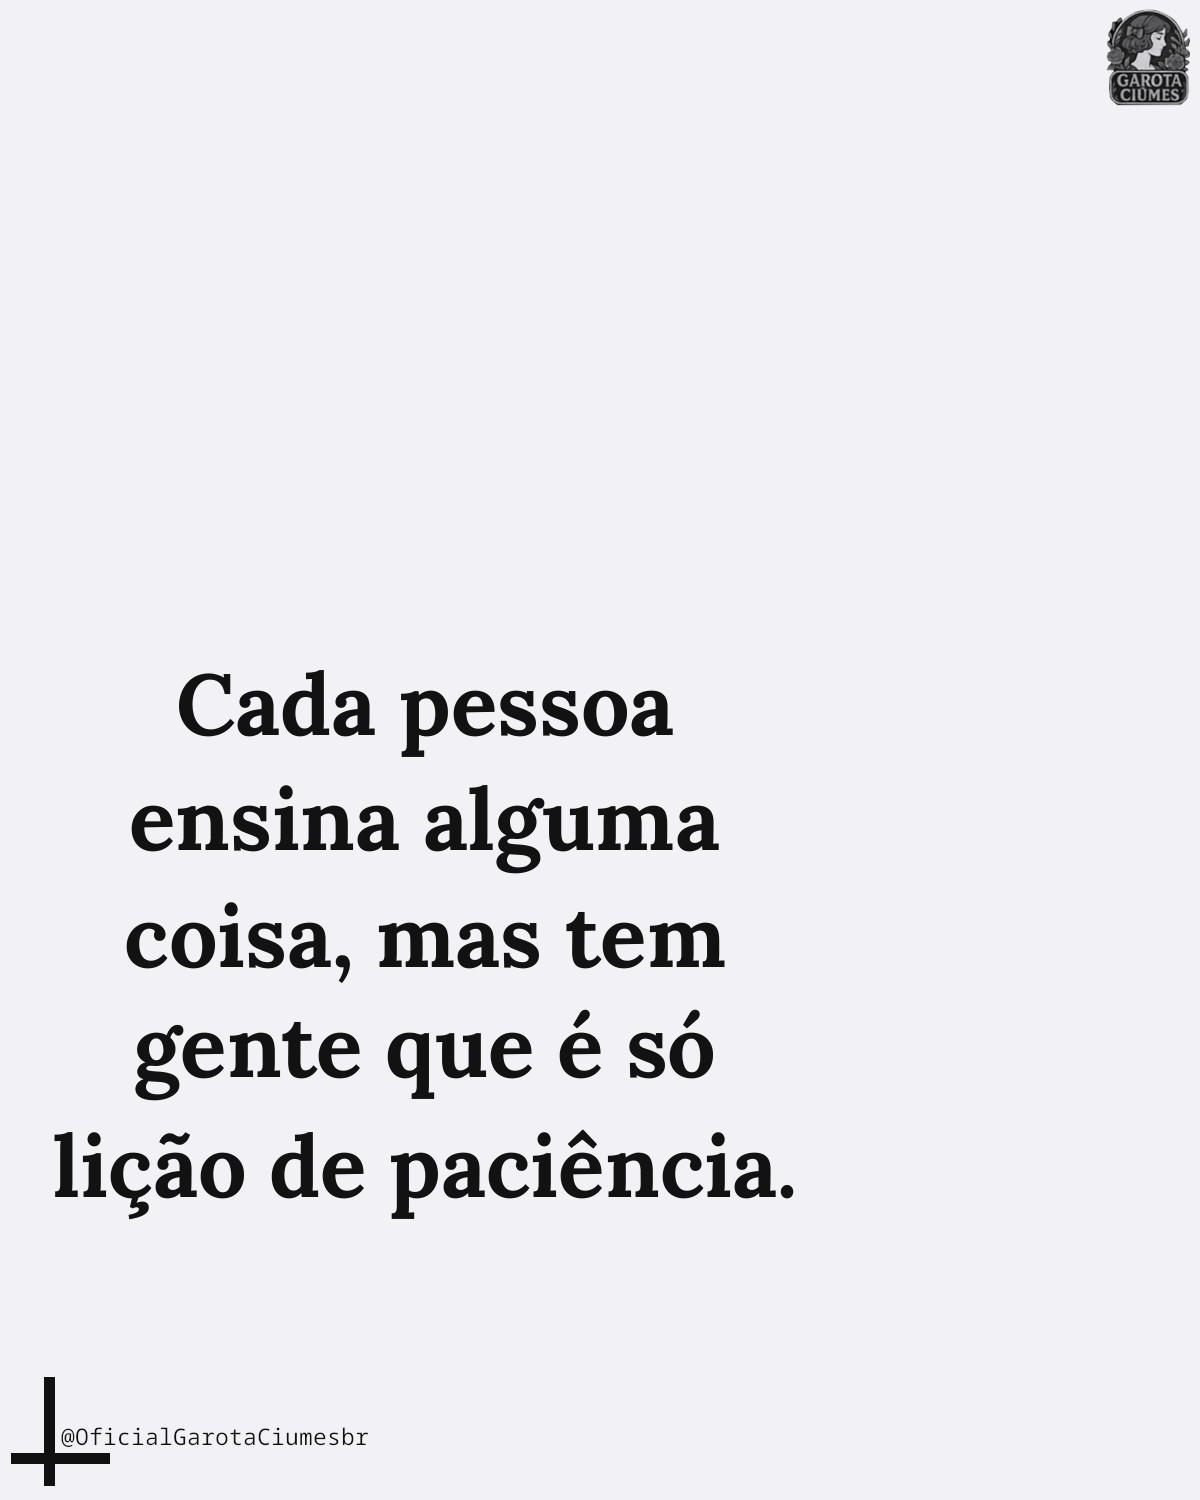 GAROTA
CIÚMES
Cada pessoa
ensina alguma
coisa, mas tem
gente que é só
lição de paciência.
@OficialGarotaCiumesbr